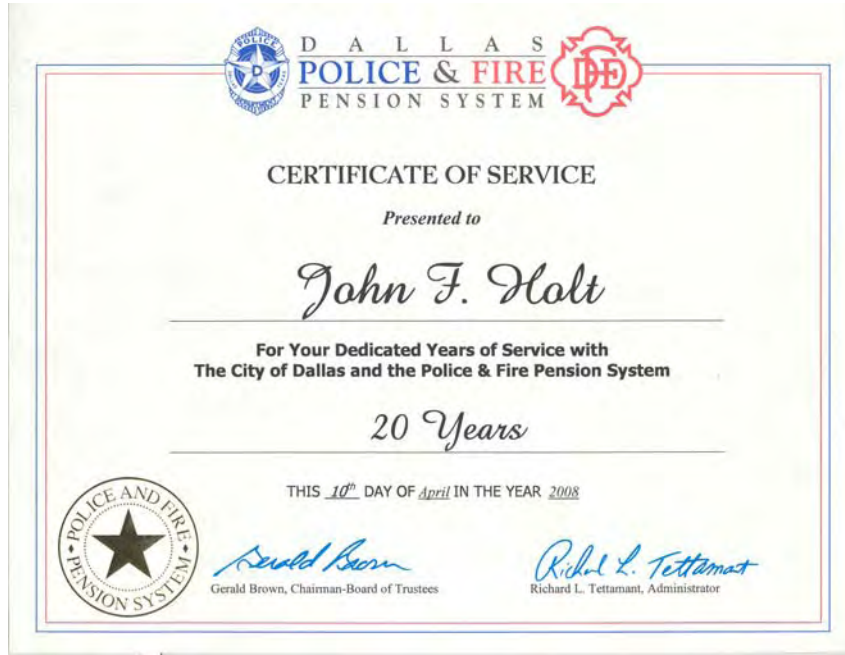 DALLAS
POLICE & FIRE
PENSION SYSTEM
POLICE
D
DFD
CERTIFICATE OF SERVICE
Presented to
John F. Holt
For Your Dedicated Years of Service with
The City of Dallas and the Police & Fire Pension System
20 Years
THIS 10th DAY OF April IN THE YEAR 2008
POLICE AND FIRE
PENSION SYSTEM
Gerald Brown
Gerald Brown, Chairman-Board of Trustees
Richard L. Tettamant
Richard L. Tettamant, Administrator